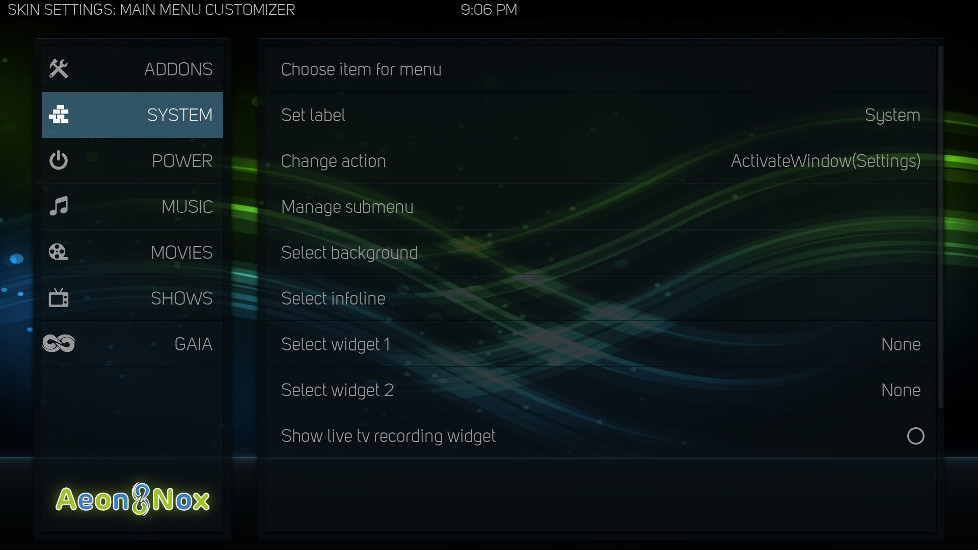 SKIN SETTINGS: MAIN MENU CUSTOMIZER
9:06 PM
ADDONS
SYSTEM
POWER
MUSIC
MOVIES
SHOWS
GAIA
Aeon Nox
Choose item for menu
Set label System
Change action ActivateWindow(Settings)
Manage submenu
Select background
Select infoline
Select widget 1 None
Select widget 2 None
Show live tv recording widget